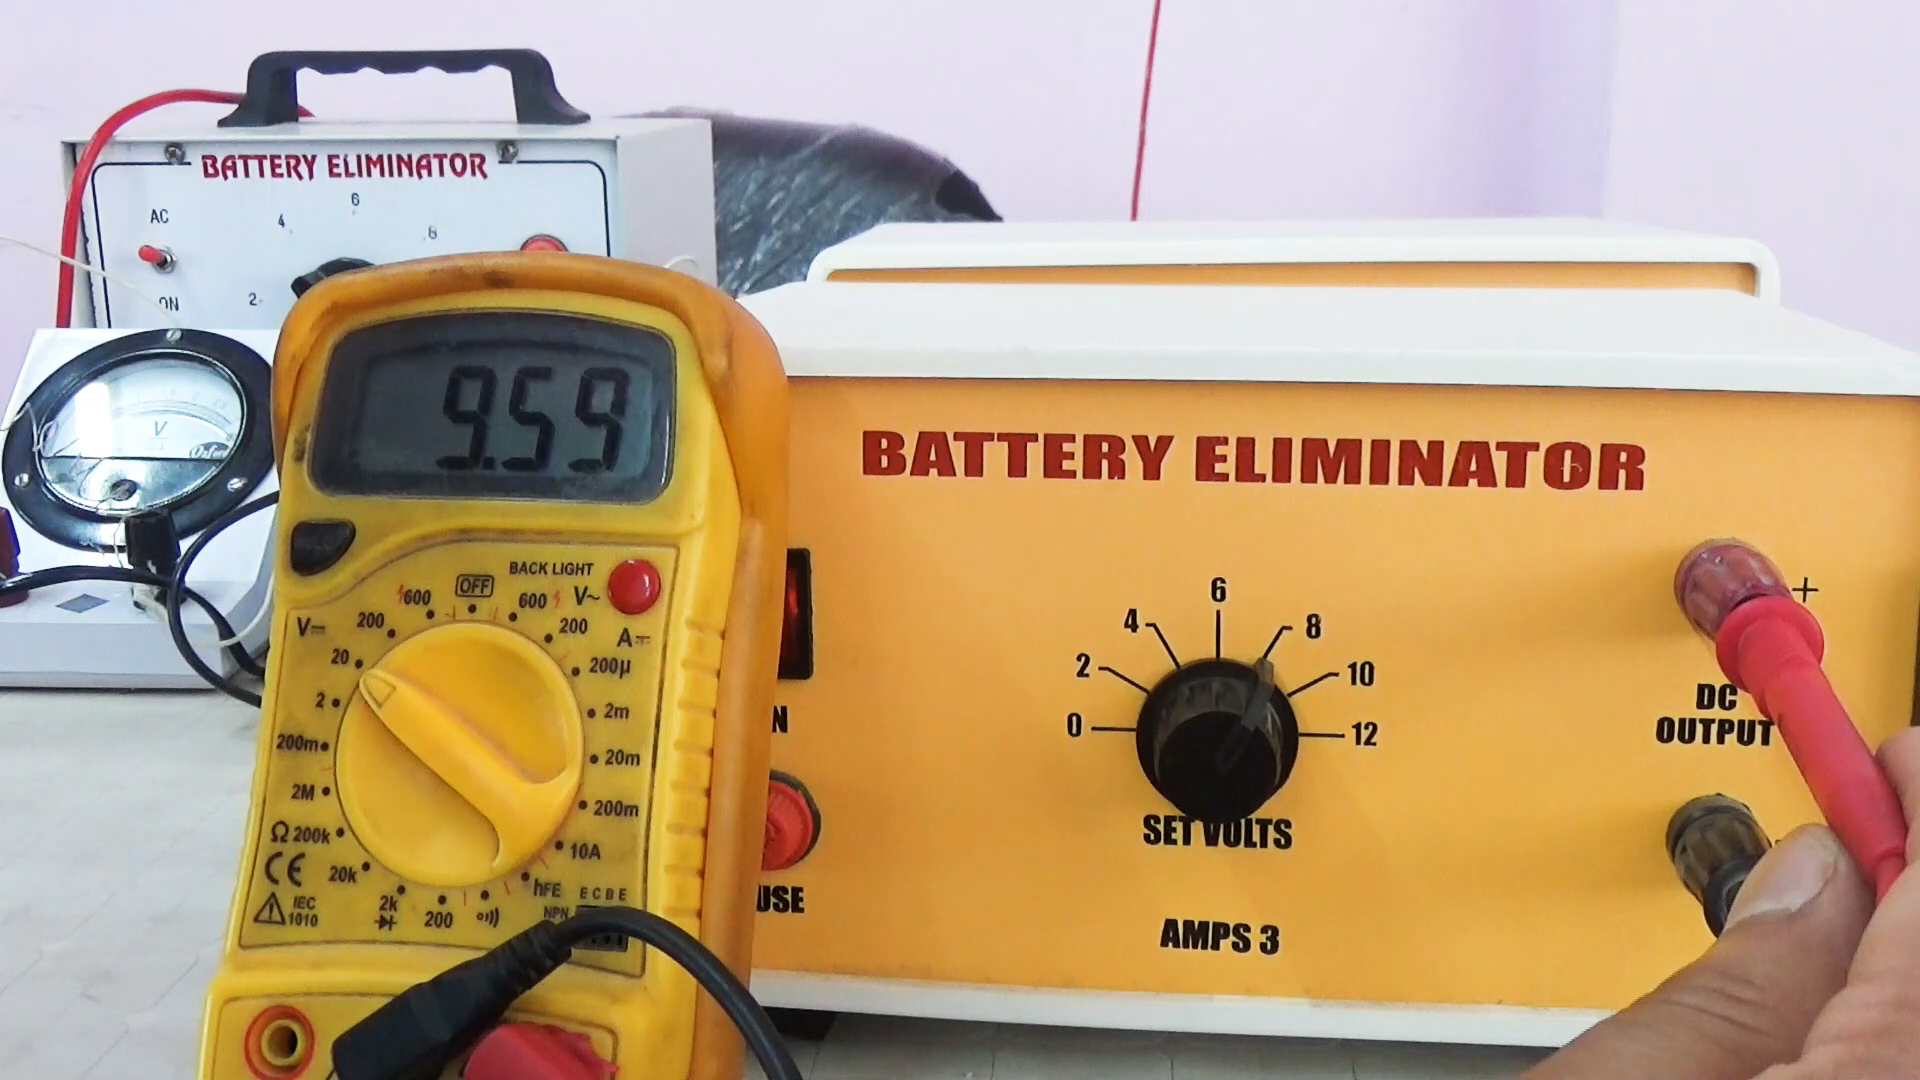 BATTERY ELIMINATOR
AC
ON
2
4
6
8
V
9.59
BACK LIGHT
OFF
600
600
V~
V
200
200
A
20
200µ
2
2m
200m
20m
2M
200m
Ω 200k
10A
CE
20k
hFE
E C B E
NPN
IEC
1010
2k
200
BATTERY ELIMINATOR
+
0
2
4
6
8
10
12
SET VOLTS
AMPS 3
DC
OUTPUT